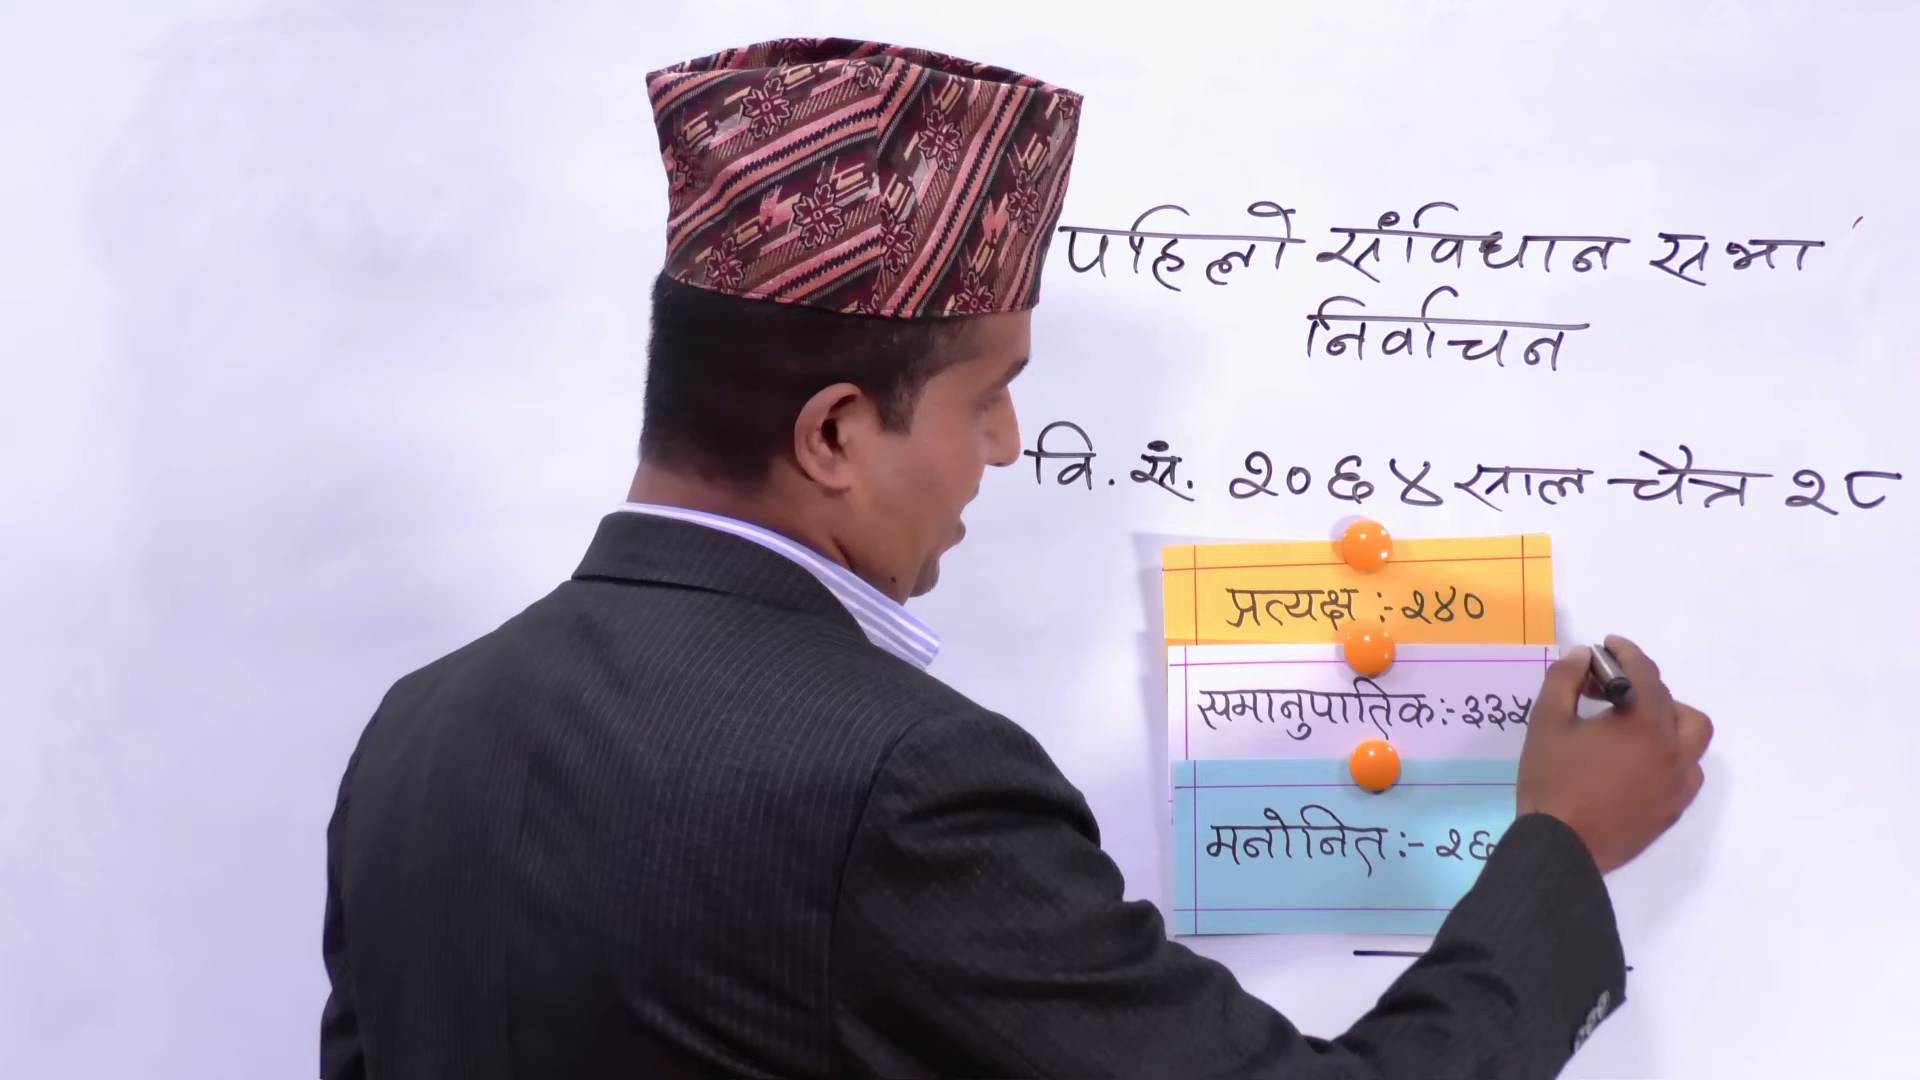 पहिलो संविधान सभा
निर्वाचन
वि. सं. २०६४ साल चैत्र २८
प्रत्यक्ष :- २४०
समानुपातिक:- ३३५
मनोनित:- २६